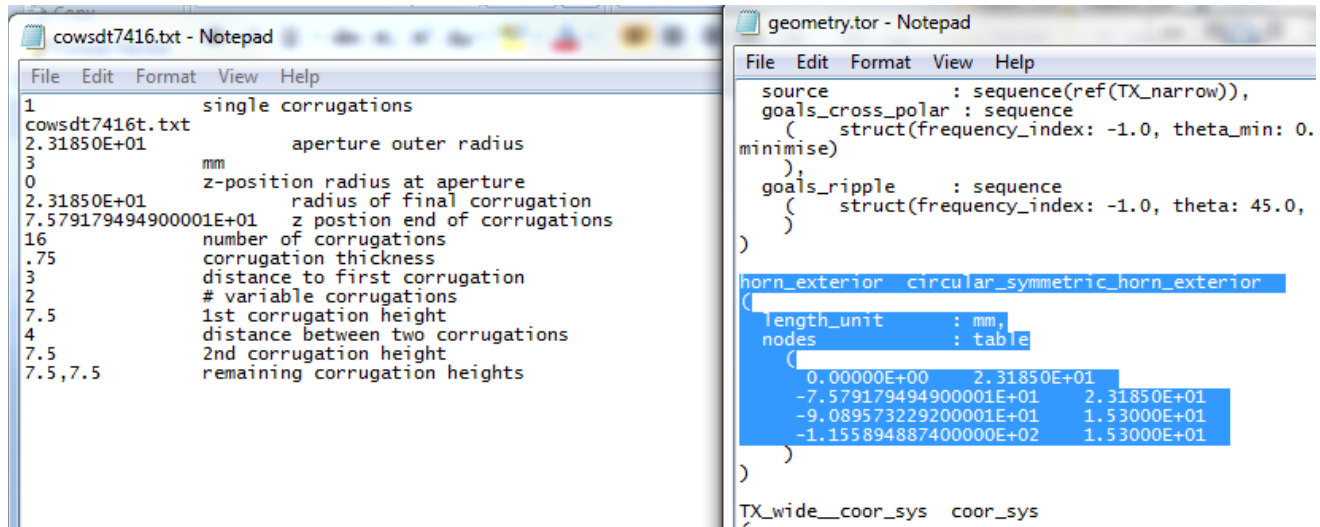 Copy
cowsdt7416.txt - Notepad
File Edit Format View Help
1 single corrugations
cowsdt7416t.txt
2.31850E+01 aperture outer radius
3 mm
0 z-position radius at aperture
2.31850E+01 radius of final corrugation
7.579179494900001E+01 z postion end of corrugations
16 number of corrugations
.75 corrugation thickness
3 distance to first corrugation
2 # variable corrugations
7.5 1st corrugation height
4 distance between two corrugations
7.5 2nd corrugation height
7.5,7.5 remaining corrugation heights
geometry.tor - Notepad
File Edit Format View Help
source : sequence(ref(TX_narrow)),
goals_cross_polar : sequence
( struct(frequency_index: -1.0, theta_min: 0.
minimise)
),
goals_ripple : sequence
( struct(frequency_index: -1.0, theta: 45.0,
)
)
horn_exterior circular_symmetric_horn_exterior
(
length_unit : mm,
nodes : table
(
0.00000E+00 2.31850E+01
-7.579179494900001E+01 2.31850E+01
-9.089573229200001E+01 1.53000E+01
-1.155894887400000E+02 1.53000E+01
)
)
TX_wide__coor_sys coor_sys
(